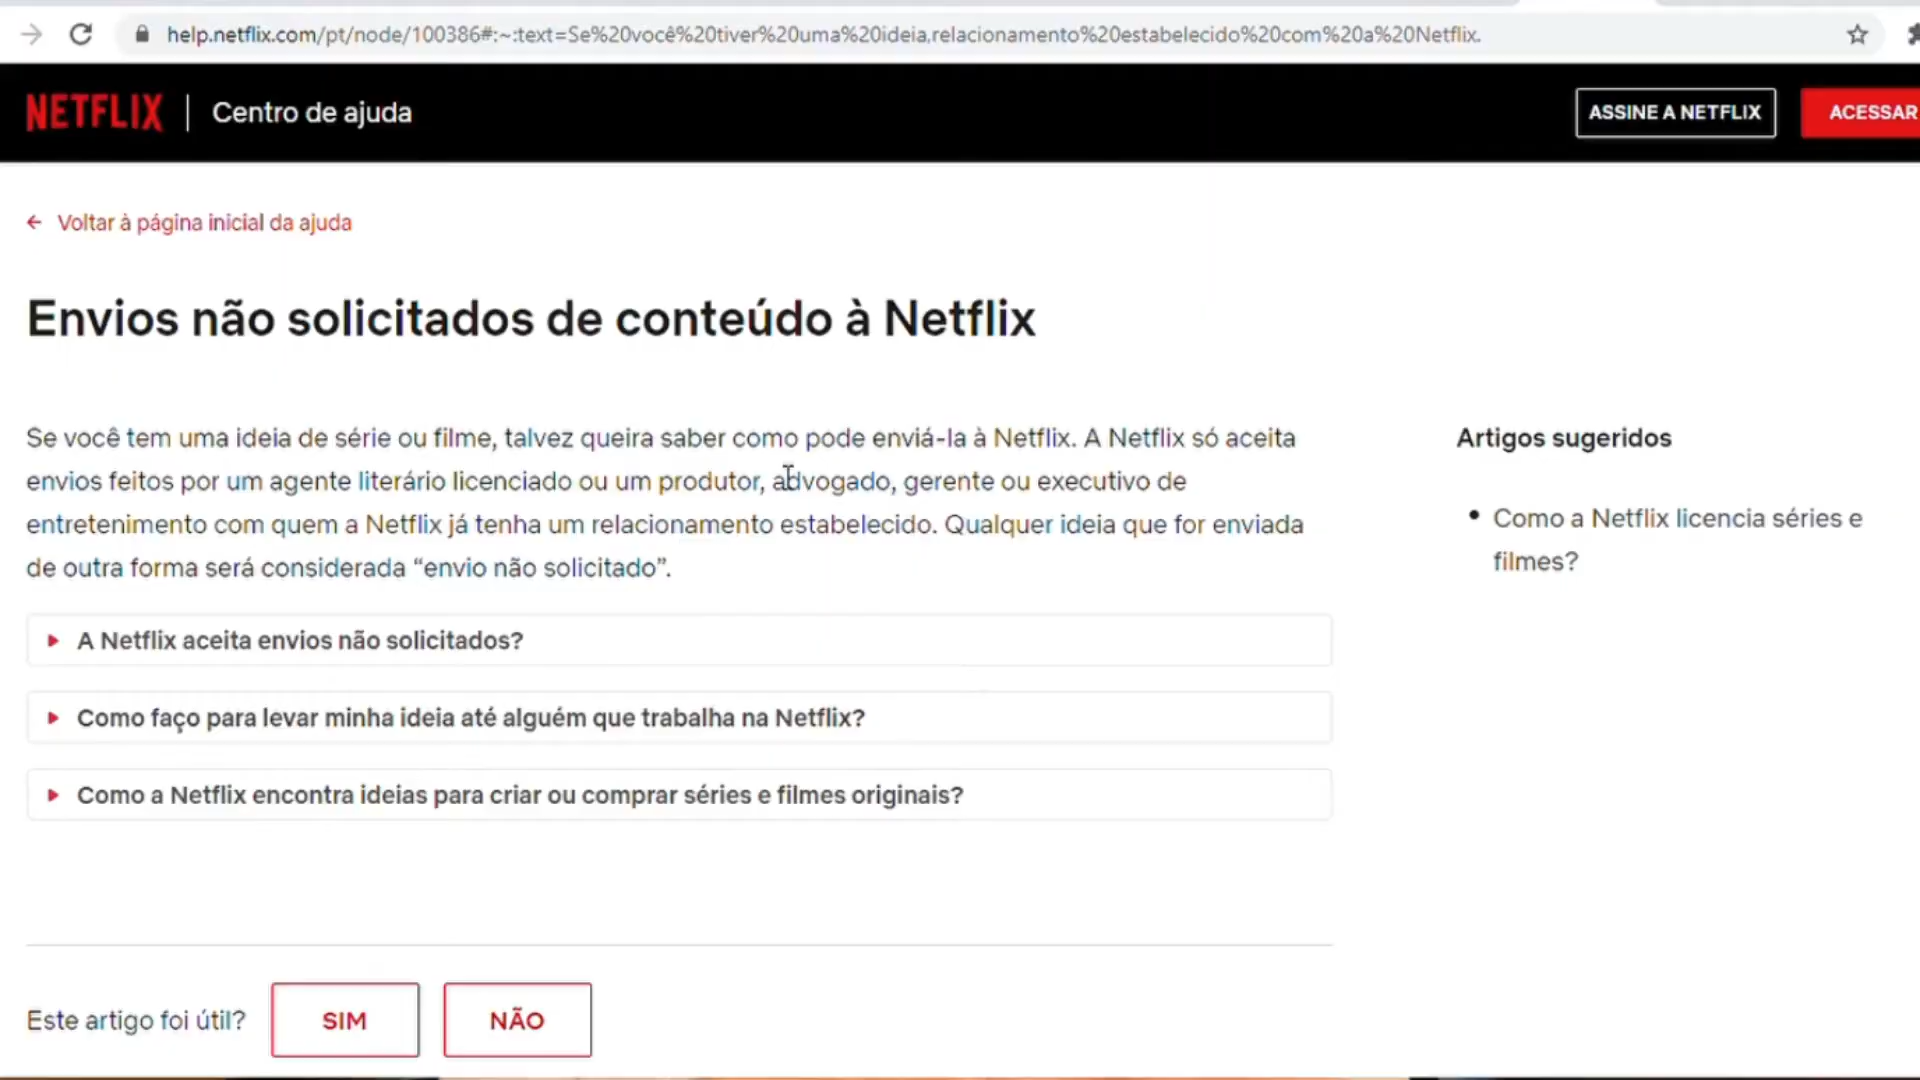 help.netflix.com/pt/node/100386#:~:text=Se%20você%20tiver%20uma%20ideia,relacionamento%20estabelecido%20com%20a%20Netflix.
NETFLIX | Centro de ajuda
ASSINE A NETFLIX
ACESSAR
← Voltar à página inicial da ajuda
Envios não solicitados de conteúdo à Netflix
Se você tem uma ideia de série ou filme, talvez queira saber como pode enviá-la à Netflix. A Netflix só aceita
envios feitos por um agente literário licenciado ou um produtor, advogado, gerente ou executivo de
entretenimento com quem a Netflix já tenha um relacionamento estabelecido. Qualquer ideia que for enviada
de outra forma será considerada “envio não solicitado”.
A Netflix aceita envios não solicitados?
Como faço para levar minha ideia até alguém que trabalha na Netflix?
Como a Netflix encontra ideias para criar ou comprar séries e filmes originais?
Artigos sugeridos
• Como a Netflix licencia séries e
filmes?
Este artigo foi útil?
SIM
NÃO